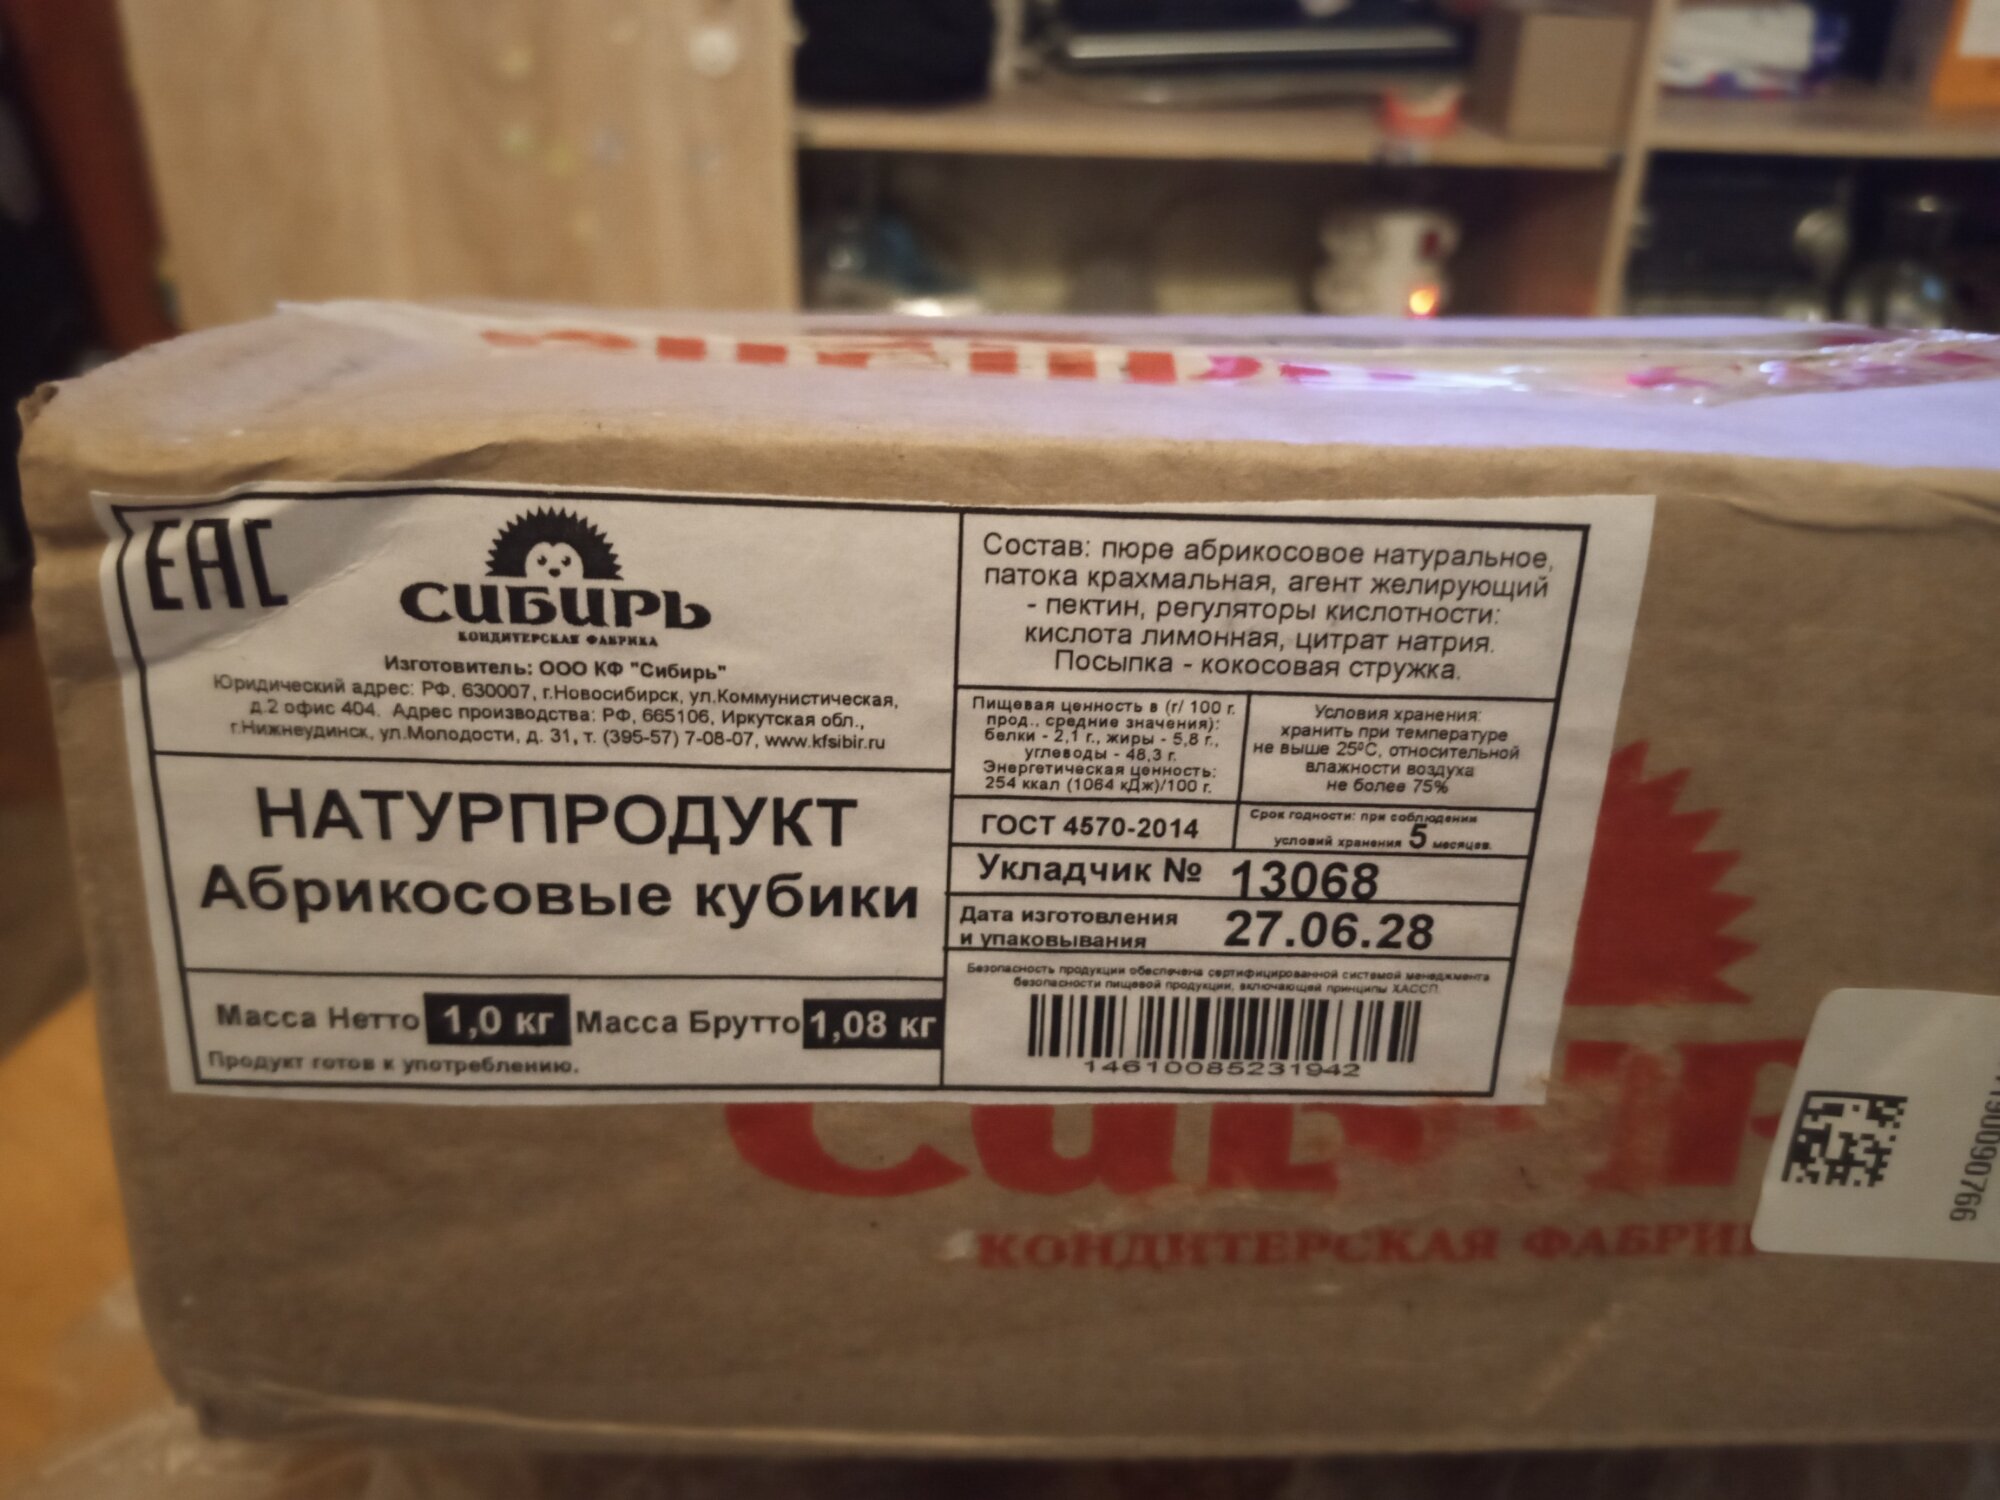 ЕАС
СИБИРЬ
КОНДИТЕРСКАЯ ФАБРИКА
Изготовитель: ООО КФ "Сибирь"
Юридический адрес: РФ, 630007, г.Новосибирск, ул.Коммунистическая,
д.2 офис 404. Адрес производства: РФ, 665106, Иркутская обл.,
г.Нижнеудинск, ул.Молодости, д. 31, т. (395-57) 7-08-07, www.kfsibir.ru
НАТУРПРОДУКТ
Абрикосовые кубики
Масса Нетто 1,0 кг Масса Брутто 1,08 кг
Продукт готов к употреблению.
Состав: пюре абрикосовое натуральное,
патока крахмальная, агент желирующий
- пектин, регуляторы кислотности:
кислота лимонная, цитрат натрия.
Посыпка - кокосовая стружка.
Пищевая ценность в (г/ 100 г.
прод., средние значения):
белки - 2,1 г., жиры - 5,8 г.,
углеводы - 48,3 г.
Энергетическая ценность:
254 ккал (1064 кДж)/100 г.
Условия хранения:
хранить при температуре
не выше 25ºС, относительной
влажности воздуха
не более 75%
ГОСТ 4570-2014
Срок годности: при соблюдении
условий хранения 5 месяцев.
Укладчик № 13068
Дата изготовления
и упаковывания
27.06.28
Безопасность продукции обеспечена сертифицированной системой менеджмента
безопасности пищевой продукции, включающей принципы ХАССП.
14610085231942
КОНДИТЕРСКАЯ ФАБРИ